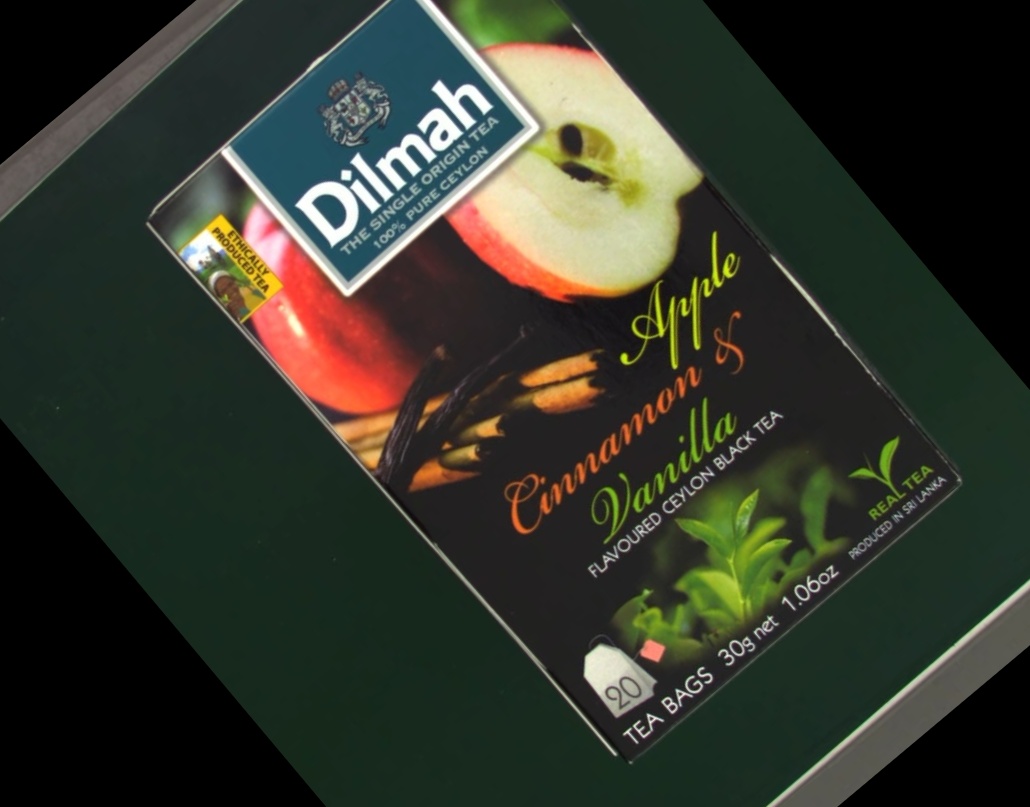 Dilmah
THE SINGLE ORIGIN TEA
100% PURE CEYLON
ETHICALLY
PRODUCED TEA
Apple
Cinnamon &
Vanilla
FLAVOURED CEYLON BLACK TEA
REAL TEA
PRODUCED IN SRI LANKA
20
TEA BAGS 30g net 1.06oz